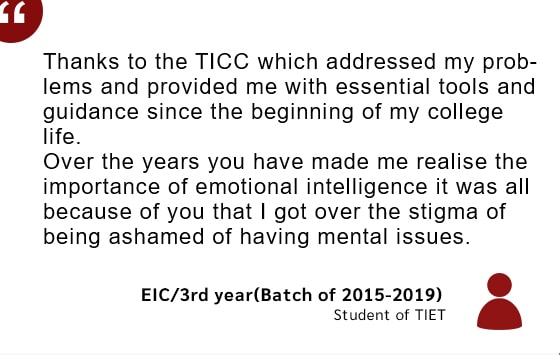 “
Thanks to the TICC which addressed my prob-
lems and provided me with essential tools and
guidance since the beginning of my college
life.
Over the years you have made me realise the
importance of emotional intelligence it was all
because of you that I got over the stigma of
being ashamed of having mental issues.
EIC/3rd year(Batch of 2015-2019)
Student of TIET